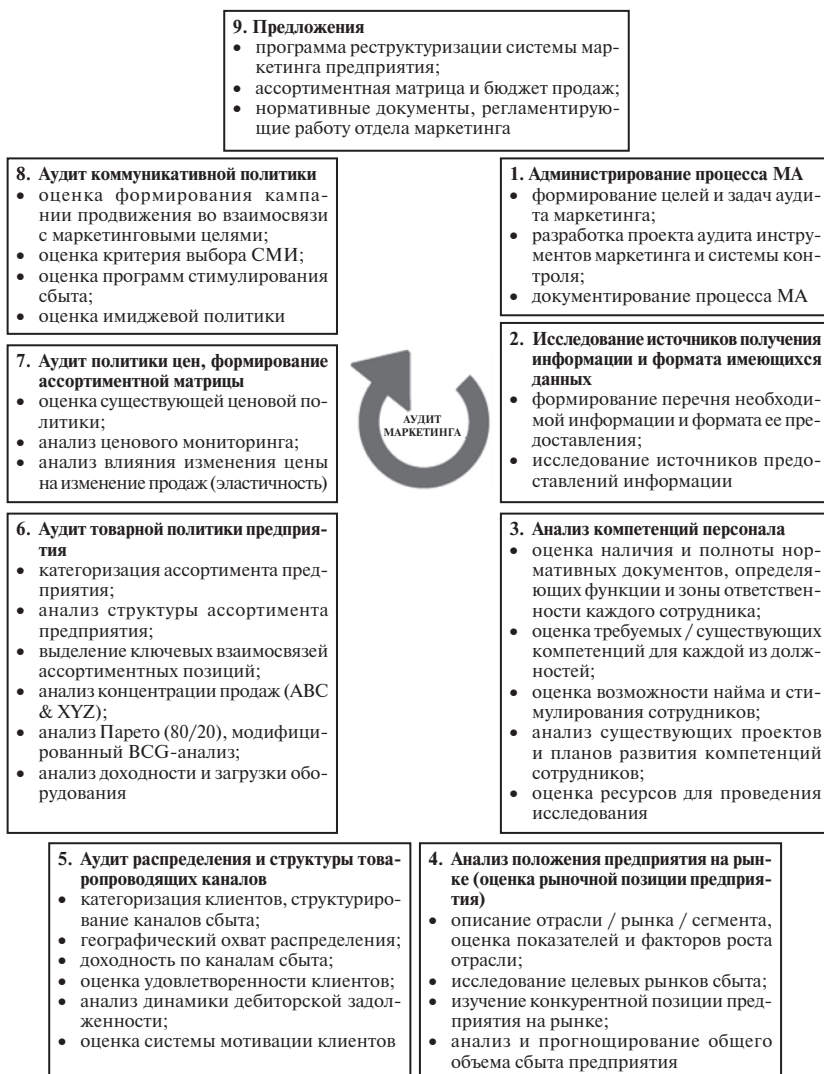 9. Предложения
• программа реструктуризации системы мар-
кетинга предприятия;
• ассортиментная матрица и бюджет продаж;
• нормативные документы, регламентирую-
щие работу отдела маркетинга
8. Аудит коммуникативной политики
• оценка формирования кампа-
нии продвижения во взаимосвязи
с маркетинговыми целями;
• оценка критерия выбора СМИ;
• оценка программ стимулирования
сбыта;
• оценка имиджевой политики
1. Администрирование процесса МА
• формирование целей и задач ауди-
та маркетинга;
• разработка проекта аудита инстру-
ментов маркетинга и системы кон-
троля;
• документирование процесса МА
7. Аудит политики цен, формирование
ассортиментной матрицы
• оценка существующей ценовой по-
литики;
• анализ ценового мониторинга;
• анализ влияния изменения цены
на изменение продаж (эластичность)
АУДИТ
МАРКЕТИНГА
2. Исследование источников получения
информации и формата имеющихся
данных
• формирование перечня необходи-
мой информации и формата ее пре-
доставления;
• исследование источников предо-
ставлений информации
6. Аудит товарной политики предприя-
тия
• категоризация ассортимента пред-
приятия;
• анализ структуры ассортимента
предприятия;
• выделение ключевых взаимосвязей
ассортиментных позиций;
• анализ концентрации продаж (ABC
& XYZ);
• анализ Парето (80/20), модифици-
рованный BCG-анализ;
• анализ доходности и загрузки обо-
рудования
3. Анализ компетенций персонала
• оценка наличия и полноты нор-
мативных документов, определя-
ющих функции и зоны ответствен-
ности каждого сотрудника;
• оценка требуемых / существующих
компетенций для каждой из долж-
ностей;
• оценка возможности найма и сти-
мулирования сотрудников;
• анализ существующих проектов
и планов развития компетенций
сотрудников;
• оценка ресурсов для проведения
исследования
5. Аудит распределения и структуры това-
ропроводящих каналов
• категоризация клиентов, структуриро-
вание каналов сбыта;
• географический охват распределения;
• доходность по каналам сбыта;
• оценка удовлетворенности клиентов;
• анализ динамики дебиторской задол-
женности;
• оценка системы мотивации клиентов
4. Анализ положения предприятия на рын-
ке (оценка рыночной позиции предприя-
тия)
• описание отрасли / рынка / сегмента,
оценка показателей и факторов роста
отрасли;
• исследование целевых рынков сбыта;
• изучение конкурентной позиции пред-
приятия на рынке;
• анализ и прогнощирование общего
объема сбыта предприятия